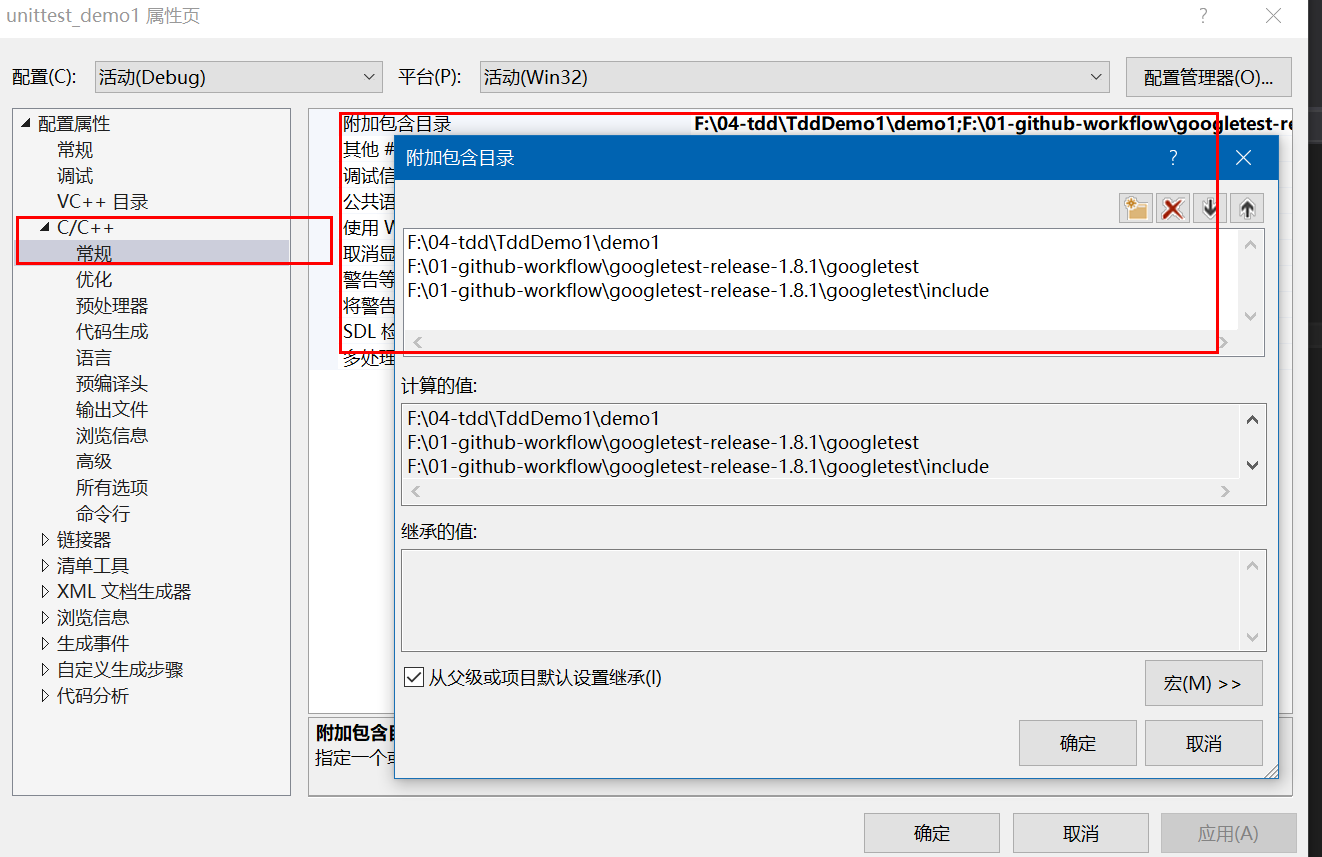 unittest_demo1 属性页
配置(C):
活动(Debug)
平台(P):
活动(Win32)
配置管理器(O)...
配置属性
常规
调试
VC++ 目录
C/C++
常规
优化
预处理器
代码生成
语言
预编译头
输出文件
浏览信息
高级
所有选项
命令行
链接器
清单工具
XML 文档生成器
浏览信息
生成事件
自定义生成步骤
代码分析
附加包含目录
F:\04-tdd\TddDemo1\demo1;F:\01-github-workflow\googletest-re
其他 #
调试信
公共语
使用 W
取消显
警告等
将警告
SDL 检
多处理
附加包含目录
F:\04-tdd\TddDemo1\demo1
F:\01-github-workflow\googletest-release-1.8.1\googletest
F:\01-github-workflow\googletest-release-1.8.1\googletest\include
计算的值:
F:\04-tdd\TddDemo1\demo1
F:\01-github-workflow\googletest-release-1.8.1\googletest
F:\01-github-workflow\googletest-release-1.8.1\googletest\include
继承的值:
从父级或项目默认设置继承(I)
宏(M) >>
确定
取消
附加包含目
指定一个或
确定
取消
应用(A)